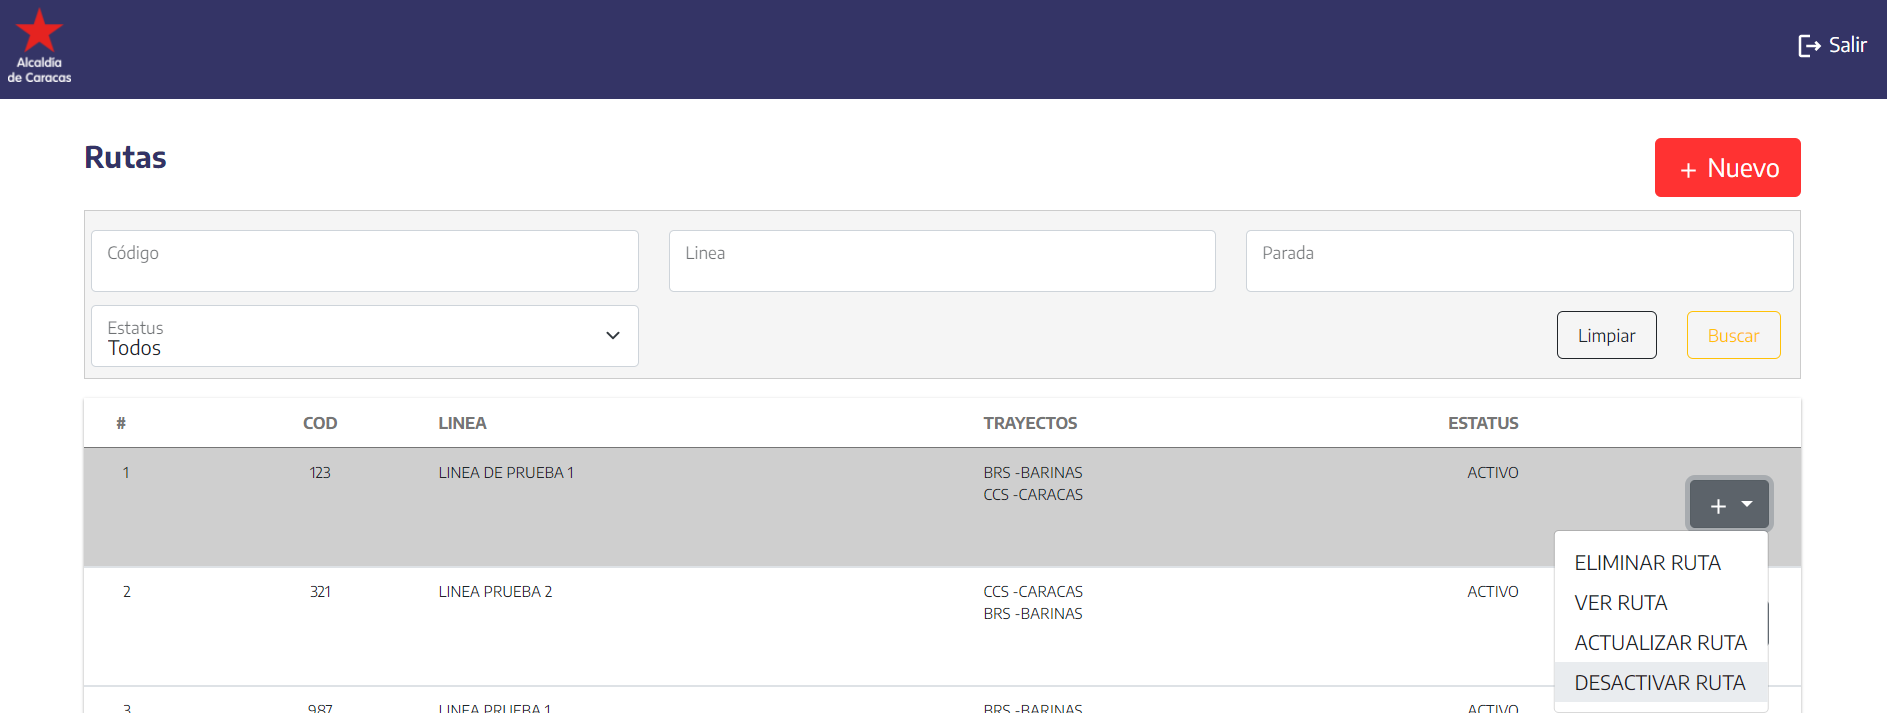 Alcaldía
de Caracas
Salir
Rutas
+ Nuevo
Código
Linea
Parada
Estatus
Todos
Limpiar
Buscar
# COD LINEA TRAYECTOS ESTATUS
1 123 LINEA DE PRUEBA 1 BRS -BARINAS ACTIVO
CCS -CARACAS
+
ELIMINAR RUTA
VER RUTA
ACTUALIZAR RUTA
DESACTIVAR RUTA
2 321 LINEA PRUEBA 2 CCS -CARACAS ACTIVO
BRS -BARINAS
3 987 LINEA PRUEBA 1 BRS -BARINAS ACTIVO